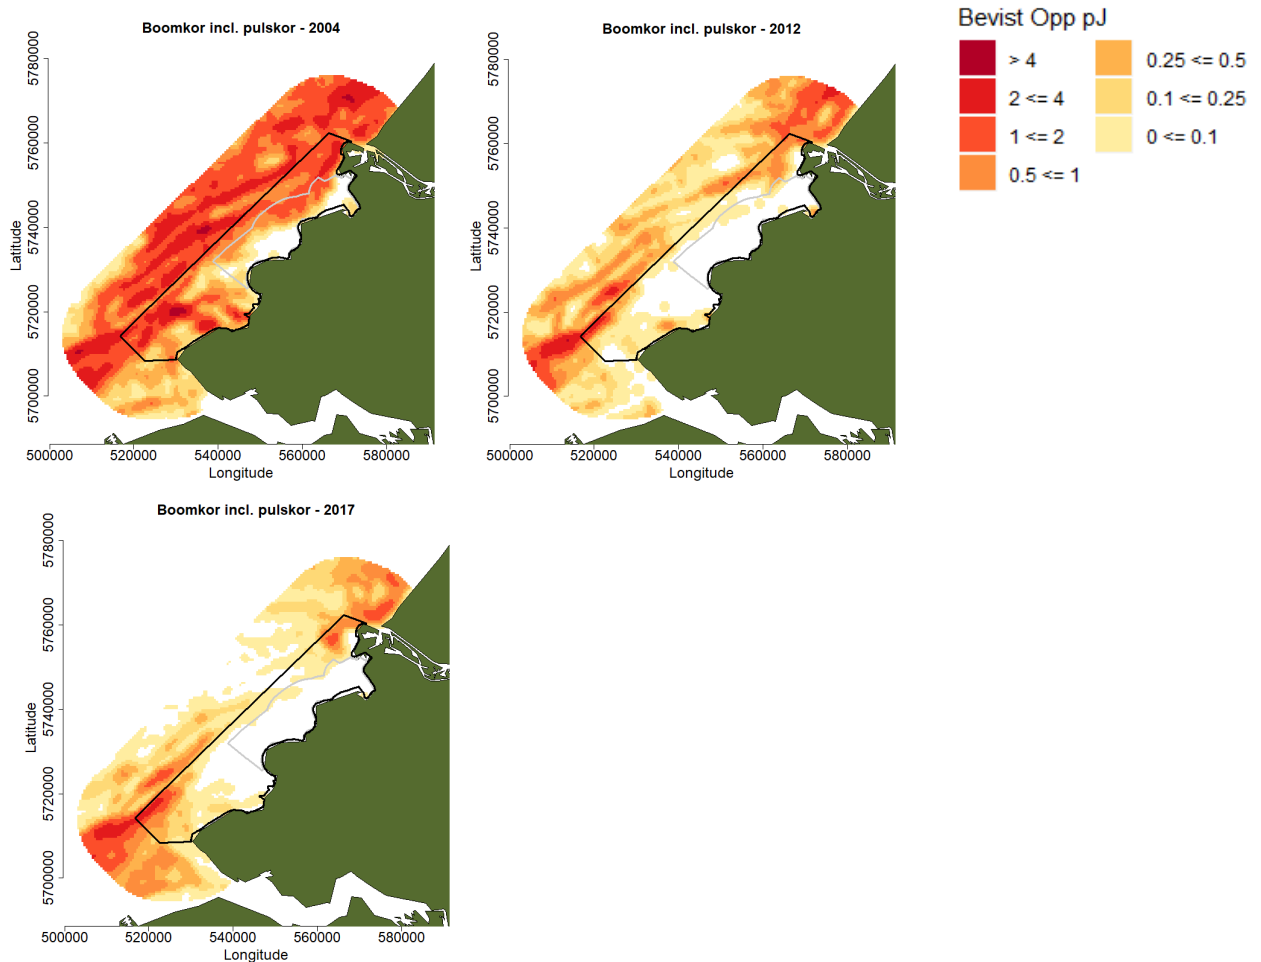 Boomkor incl. pulskor - 2004
Latitude
5700000 5720000 5740000 5760000 5780000
500000 520000 540000 560000 580000
Longitude
Boomkor incl. pulskor - 2012
Latitude
5700000 5720000 5740000 5760000 5780000
500000 520000 540000 560000 580000
Longitude
Bevist Opp pJ
> 4
2 <= 4
1 <= 2
0.5 <= 1
0.25 <= 0.5
0.1 <= 0.25
0 <= 0.1
Boomkor incl. pulskor - 2017
Latitude
5700000 5720000 5740000 5760000 5780000
500000 520000 540000 560000 580000
Longitude